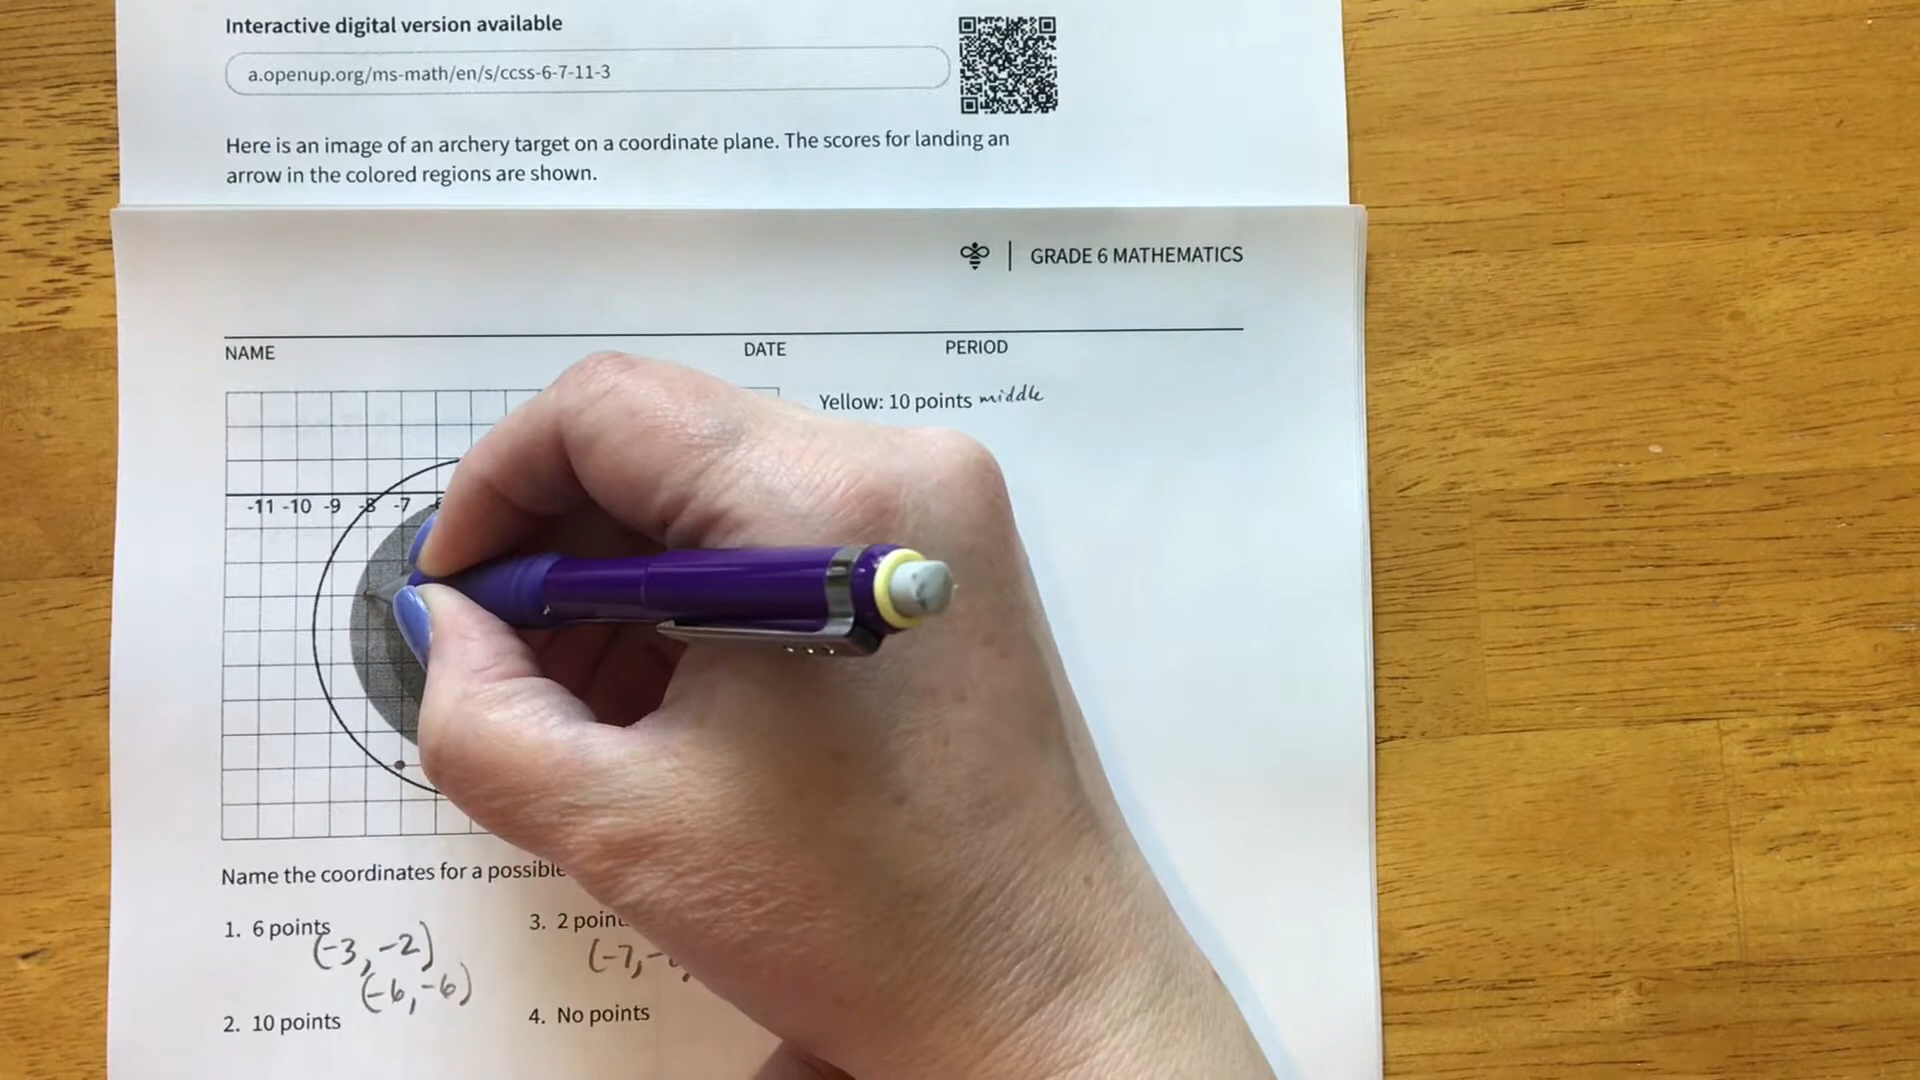 Interactive digital version available
a.openup.org/ms-math/en/s/ccss-6-7-11-3
Here is an image of an archery target on a coordinate plane. The scores for landing an
arrow in the colored regions are shown.
GRADE 6 MATHEMATICS
NAME DATE PERIOD
Yellow: 10 points middle
-11 -10 -9 -8 -7
Name the coordinates for a possible
1. 6 points
(-3, -2)
(-6, -6)
3. 2 point
(-7, -
2. 10 points
4. No points